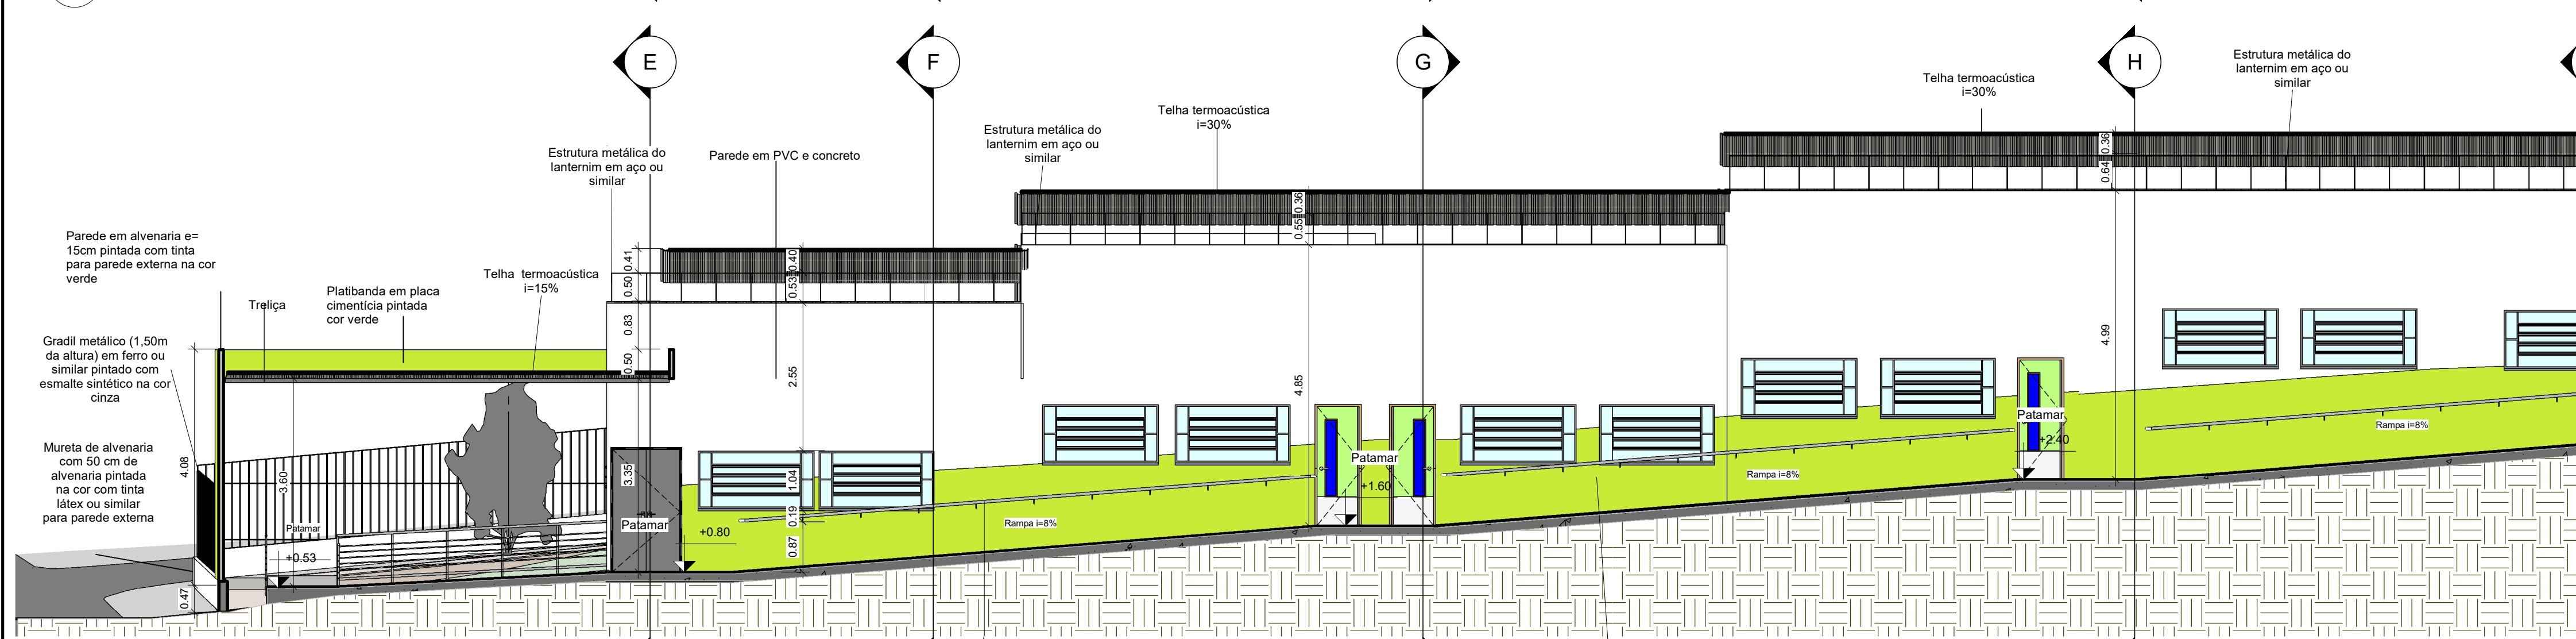 E
F
G
H
Estrutura metálica do
lanternim em aço ou
similar
Telha termoacústica
i=30%
Telha termoacústica
i=30%
Estrutura metálica do
lanternim em aço ou
similar
Estrutura metálica do
lanternim em aço ou
similar
Parede em PVC e concreto
Parede em alvenaria e=
15cm pintada com tinta
para parede externa na cor
verde
Treliça
Platibanda em placa
cimentícia pintada
cor verde
Telha termoacústica
i=15%
Gradil metálico (1,50m
da altura) em ferro ou
similar pintado com
esmalte sintético na cor
cinza
Mureta de alvenaria
com 50 cm de
alvenaria pintada
na cor com tinta
látex ou similar
para parede externa
4.08
0.47
3.60
Patamar
+0.53
0.41
0.50
0.83
0.50
3.35
Patamar
+0.80
0.40
0.53
2.55
1.04
0.19
0.87
Rampa i=8%
0.36
0.55
4.85
Patamar
+1.60
Rampa i=8%
Patamar
+2.40
0.36
0.64
4.99
Rampa i=8%